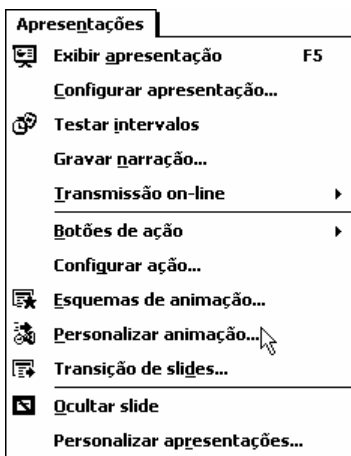 Apresentações
Exibir apresentação F5
Configurar apresentação...
Testar intervalos
Gravar narração...
Transmissão on-line
Botões de ação
Configurar ação...
Esquemas de animação...
Personalizar animação...
Transição de slides...
Ocultar slide
Personalizar apresentações...